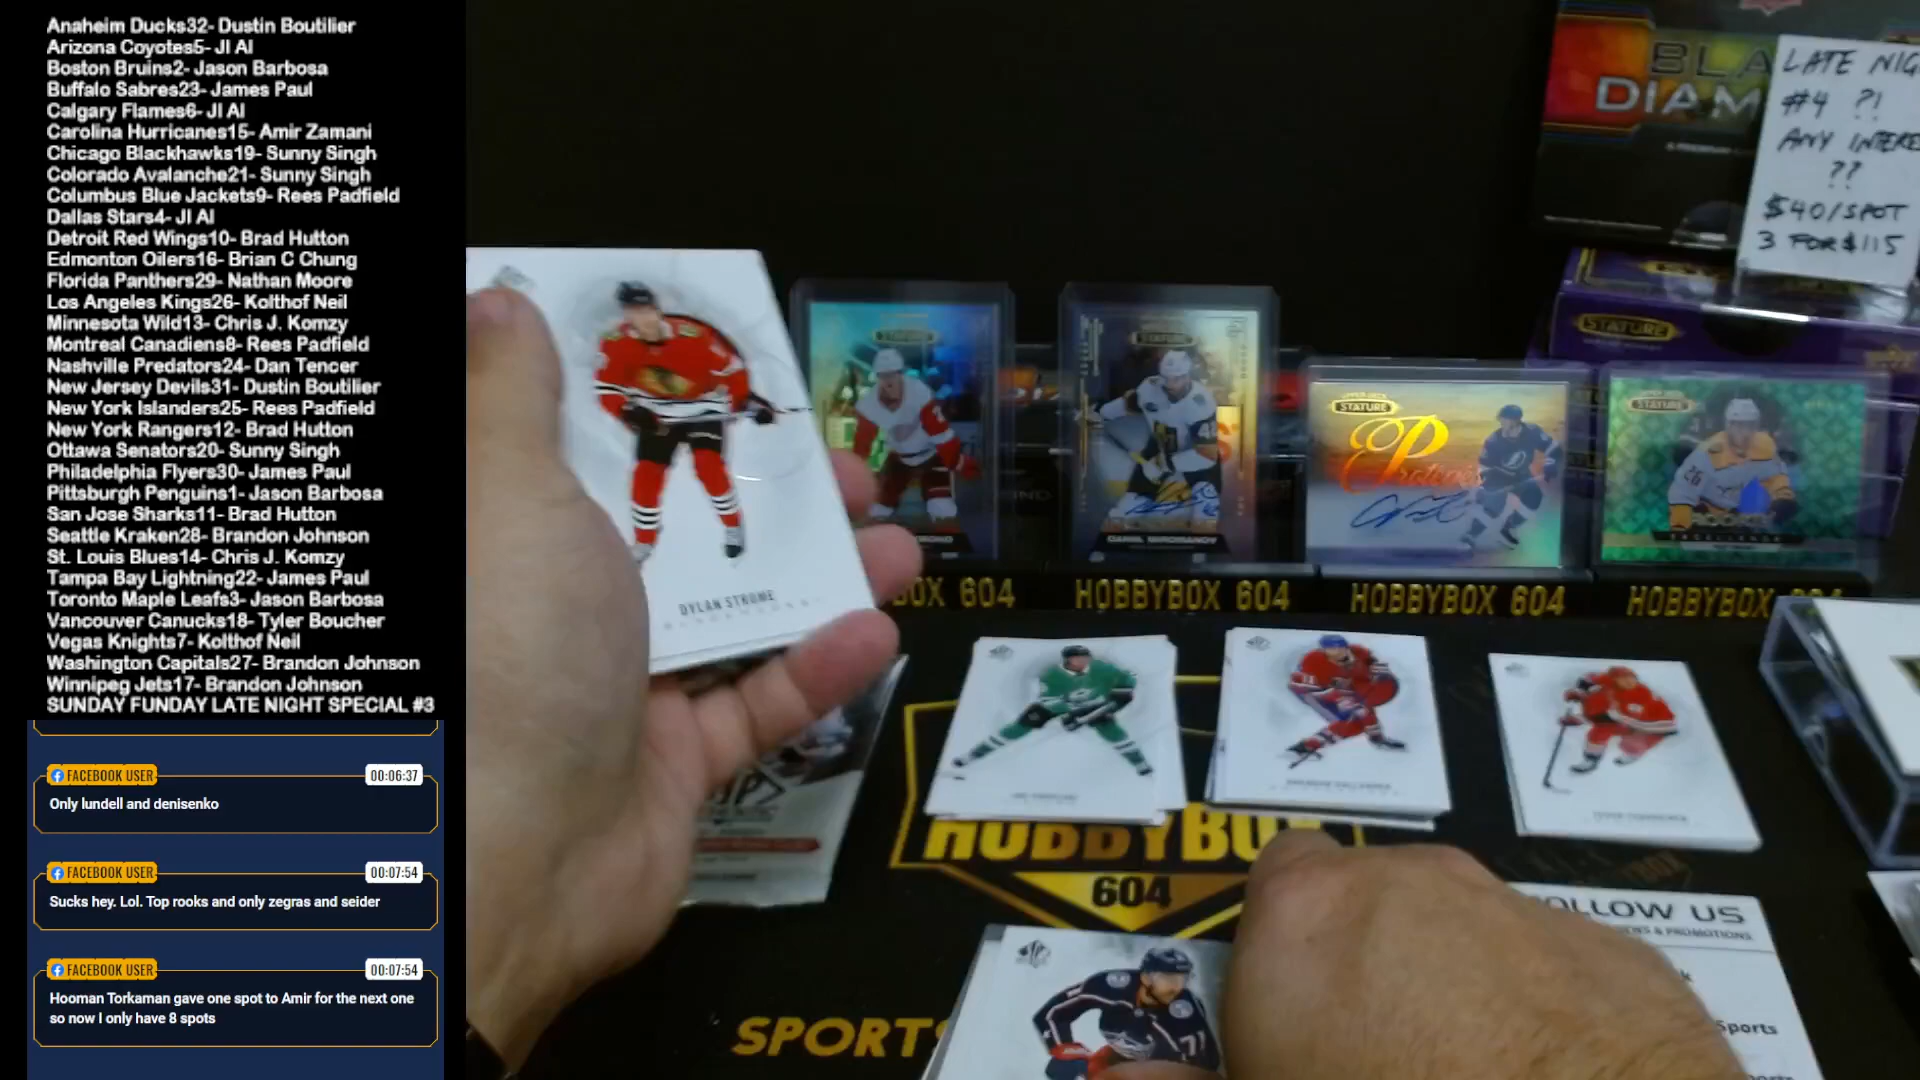 Anaheim Ducks32- Dustin Boutilier
Arizona Coyotes5- JI AI
Boston Bruins2- Jason Barbosa
Buffalo Sabres23- James Paul
Calgary Flames6- JI AI
Carolina Hurricanes15- Amir Zamani
Chicago Blackhawks19- Sunny Singh
Colorado Avalanche21- Sunny Singh
Columbus Blue Jackets9- Rees Padfield
Dallas Stars4- JI AI
Detroit Red Wings10- Brad Hutton
Edmonton Oilers16- Brian C Chung
Florida Panthers29- Nathan Moore
Los Angeles Kings26- Kolthof Neil
Minnesota Wild13- Chris J. Komzy
Montreal Canadiens8- Rees Padfield
Nashville Predators24- Dan Tencer
New Jersey Devils31- Dustin Boutilier
New York Islanders25- Rees Padfield
New York Rangers12- Brad Hutton
Ottawa Senators20- Sunny Singh
Philadelphia Flyers30- James Paul
Pittsburgh Penguins1- Jason Barbosa
San Jose Sharks11- Brad Hutton
Seattle Kraken28- Brandon Johnson
St. Louis Blues14- Chris J. Komzy
Tampa Bay Lightning22- James Paul
Toronto Maple Leafs3- Jason Barbosa
Vancouver Canucks18- Tyler Boucher
Vegas Knights7- Kolthof Neil
Washington Capitals27- Brandon Johnson
Winnipeg Jets17- Brandon Johnson
SUNDAY FUNDAY LATE NIGHT SPECIAL #3
FACEBOOK USER 00:06:37
Only lundell and denisenko
FACEBOOK USER 00:07:54
Sucks hey. Lol. Top rooks and only zegras and seider
FACEBOOK USER 00:07:54
Hooman Torkaman gave one spot to Amir for the next one
so now I only have 8 spots
BLA
DIAM
LATE NIG
#4 ?!
ANY INTERE
??
$40/SPOT
3 FOR $115
STATURE
STATURE
STATURE
STATURE
STATURE
DYLAN STROME
HOBBYBOX 604
HOBBYBOX 604
BOX 604
HOBBYBOX
HOBBYBOX
604
SPORTS
OLLOW US
Sports